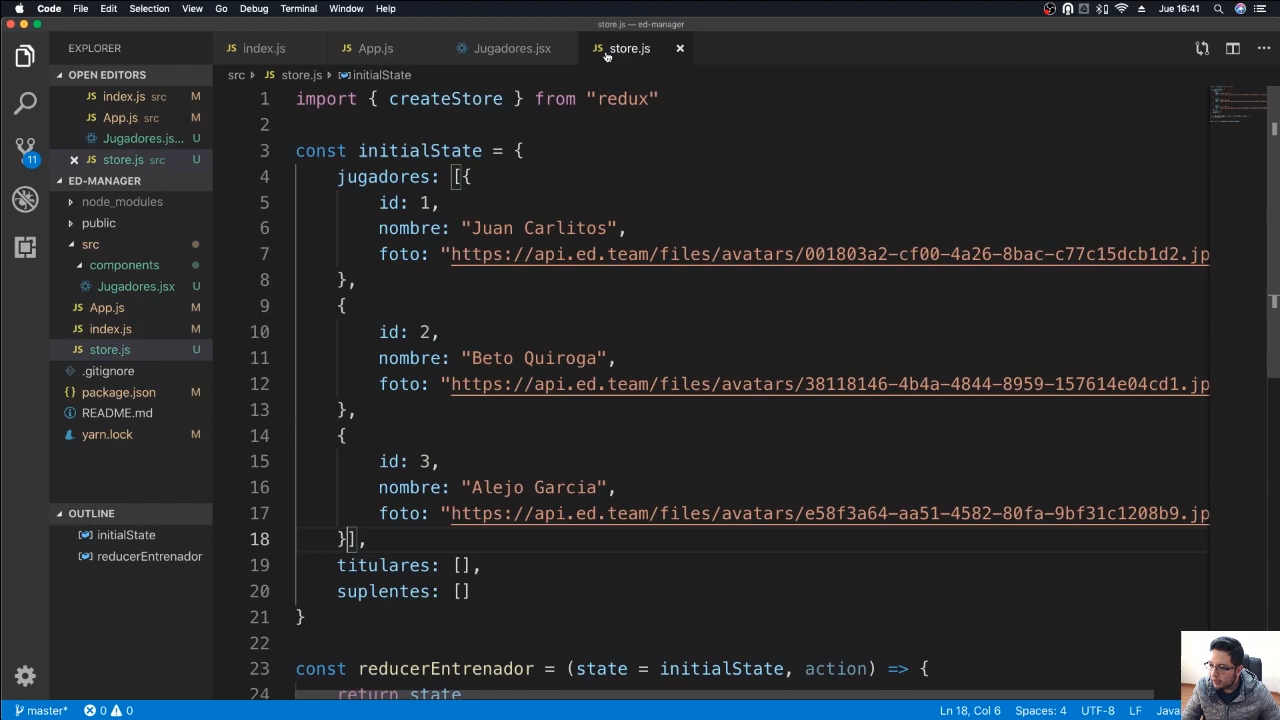 Code File Edit Selection View Go Debug Terminal Window Help Jue 16:41
store.js — ed-manager
EXPLORER
OPEN EDITORS
index.js src M
App.js src M
Jugadores.js... U
store.js src U
ED-MANAGER
node_modules
public
src
components
Jugadores.jsx U
App.js M
index.js M
store.js U
.gitignore
package.json M
README.md
yarn.lock M
OUTLINE
initialState
reducerEntrenador
11
JS index.js
JS App.js
Jugadores.jsx
JS store.js
src JS store.js initialState
1 import { createStore } from "redux"
2
3 const initialState = {
4 jugadores: [{
5 id: 1,
6 nombre: "Juan Carlitos",
7 foto: "https://api.ed.team/files/avatars/001803a2-cf00-4a26-8bac-c77c15dcb1d2.jp
8 },
9 {
10 id: 2,
11 nombre: "Beto Quiroga",
12 foto: "https://api.ed.team/files/avatars/38118146-4b4a-4844-8959-157614e04cd1.jp
13 },
14 {
15 id: 3,
16 nombre: "Alejo Garcia",
17 foto: "https://api.ed.team/files/avatars/e58f3a64-aa51-4582-80fa-9bf31c1208b9.jp
18 }],
19 titulares: [],
20 suplentes: []
21 }
22
23 const reducerEntrenador = (state = initialState, action) => {
24 return state
master* 0 0 Ln 18, Col 6 Spaces: 4 UTF-8 LF Java